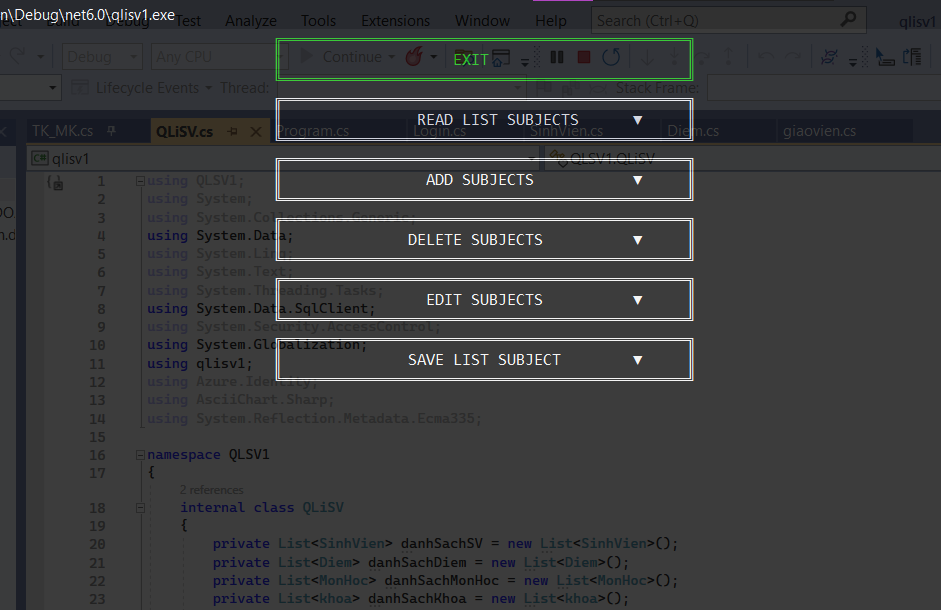 n\Debug\net6.0\qlisv1.exe
Test Analyze Tools Extensions Window Help Search (Ctrl+Q) qlisv1
Debug Any CPU Continue
EXIT
Lifecycle Events Thread: Stack Frame:
READ LIST SUBJECTS ▼
TK_MK.cs QLiSV.cs Program.cs Login.cs SinhVien.cs Diem.cs giaovien.cs
qlisv1 QLSV1.QLiSV
ADD SUBJECTS ▼
DELETE SUBJECTS ▼
EDIT SUBJECTS ▼
SAVE LIST SUBJECT ▼
1 using QLSV1;
2 using System;
3 using System.Collections.Generic;
4 using System.Data;
5 using System.Linq;
6 using System.Text;
7 using System.Threading.Tasks;
8 using System.Data.SqlClient;
9 using System.Security.AccessControl;
10 using System.Globalization;
11 using qlisv1;
12 using Azure.Identity;
13 using AsciiChart.Sharp;
14 using System.Reflection.Metadata.Ecma335;
15
16 namespace QLSV1
17 {
2 references
18 internal class QLiSV
19 {
20 private List<SinhVien> danhSachSV = new List<SinhVien>();
21 private List<Diem> danhSachDiem = new List<Diem>();
22 private List<MonHoc> danhSachMonHoc = new List<MonHoc>();
23 private List<khoa> danhSachKhoa = new List<khoa>();